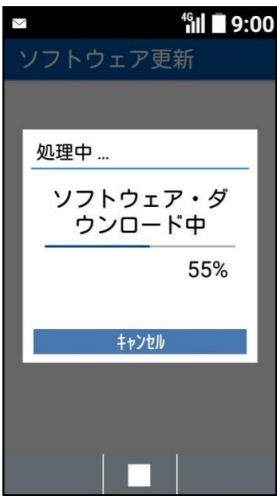 4G 9:00
ソフトウェア更新
処理中 ...
ソフトウェア・ダ
ウンロード中
55%
ｷｬﾝｾﾙ